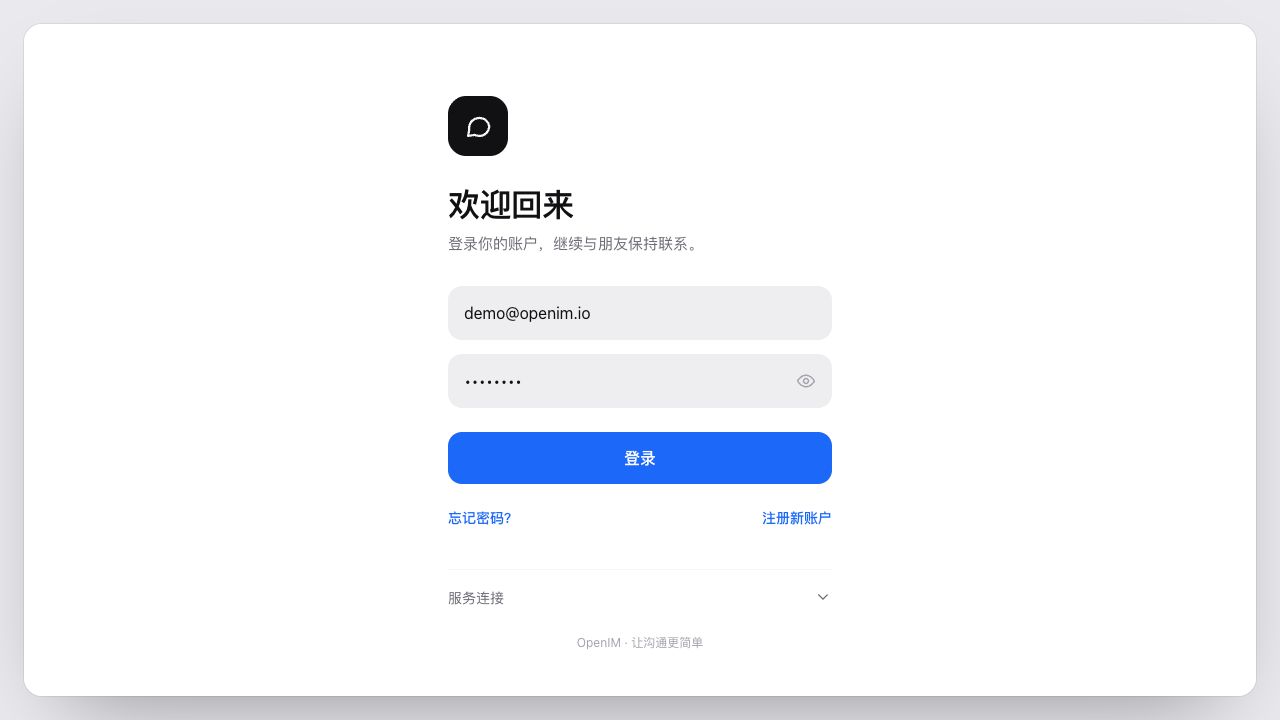 欢迎回来
登录你的账户，继续与朋友保持联系。
demo@openim.io
••••••••
登录
忘记密码?
注册新账户
服务连接
OpenIM · 让沟通更简单